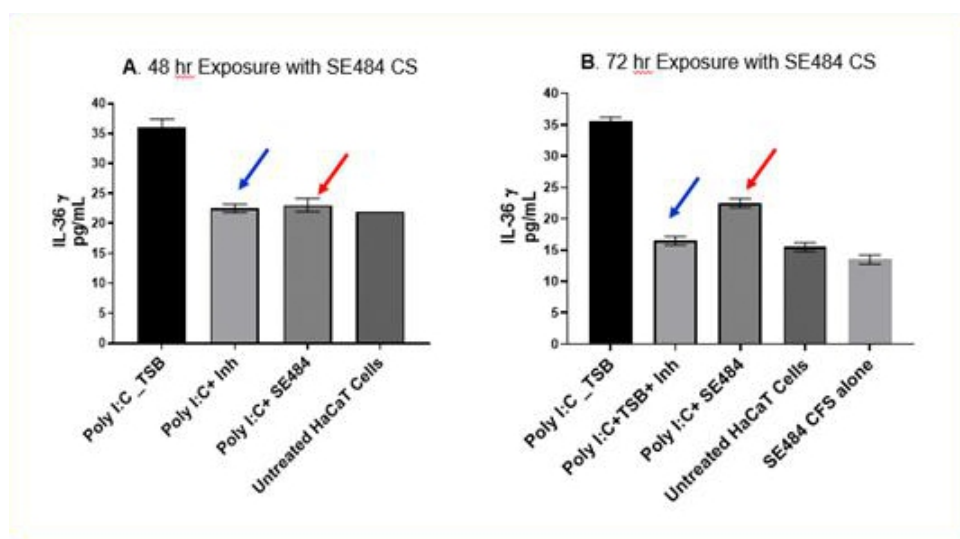 A. 48 hr Exposure with SE484 CS
IL-36 γ
pg/mL
40
35
30
25
20
15
10
5
0
Poly I:C _ TSB
Poly I:C+ Inh
Poly I:C+ SE484
Untreated HaCaT Cells
B. 72 hr Exposure with SE484 CS
IL-36 γ
pg/mL
40
35
30
25
20
15
10
5
0
Poly I:C _ TSB
Poly I:C+TSB+ Inh
Poly I:C+ SE484
Untreated HaCaT Cells
SE484 CFS alone